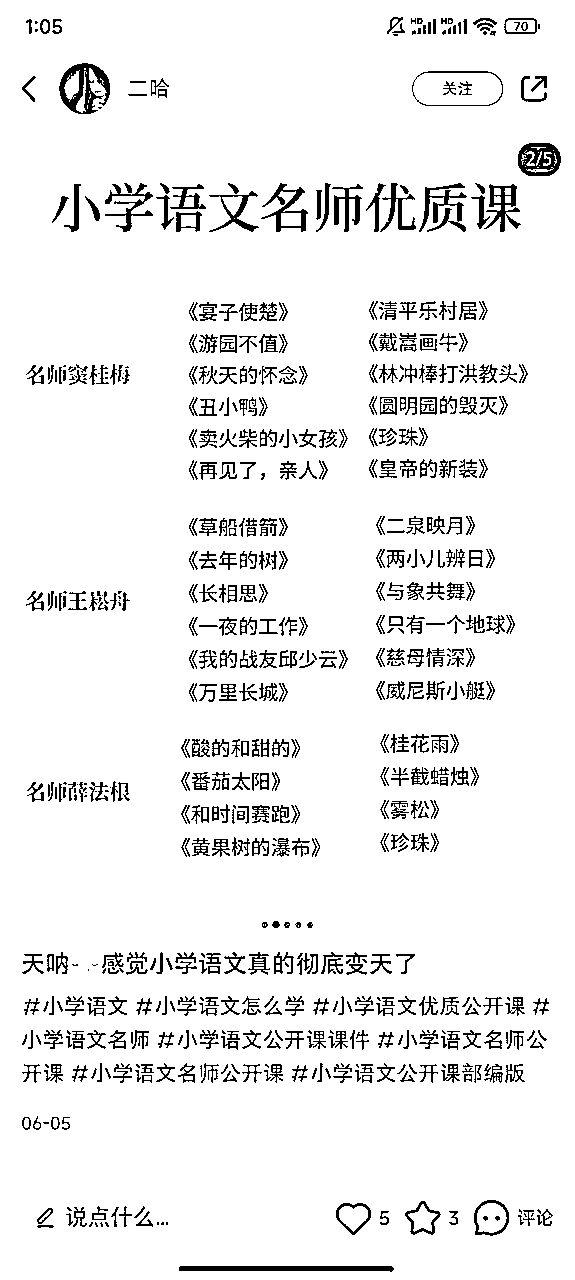 1:05 HD HD 70
二哈 关注
2/5
小学语文名师优质课
《宴子使楚》 《清平乐村居》
《游园不值》 《戴嵩画牛》
名师窦桂梅 《秋天的怀念》 《林冲棒打洪教头》
《丑小鸭》 《圆明园的毁灭》
《卖火柴的小女孩》 《珍珠》
《再见了，亲人》 《皇帝的新装》
《草船借箭》 《二泉映月》
《去年的树》 《两小儿辨日》
名师王崧舟 《长相思》 《与象共舞》
《一夜的工作》 《只有一个地球》
《我的战友邱少云》 《慈母情深》
《万里长城》 《威尼斯小艇》
《酸的和甜的》 《桂花雨》
名师薛法根 《番茄太阳》 《半截蜡烛》
《和时间赛跑》 《雾松》
《黄果树的瀑布》 《珍珠》
天呐 感觉小学语文真的彻底变天了
#小学语文 #小学语文怎么学 #小学语文优质公开课 #
小学语文名师 #小学语文公开课课件 #小学语文名师公
开课 #小学语文名师公开课 #小学语文公开课部编版
06-05
说点什么... 5 3 评论